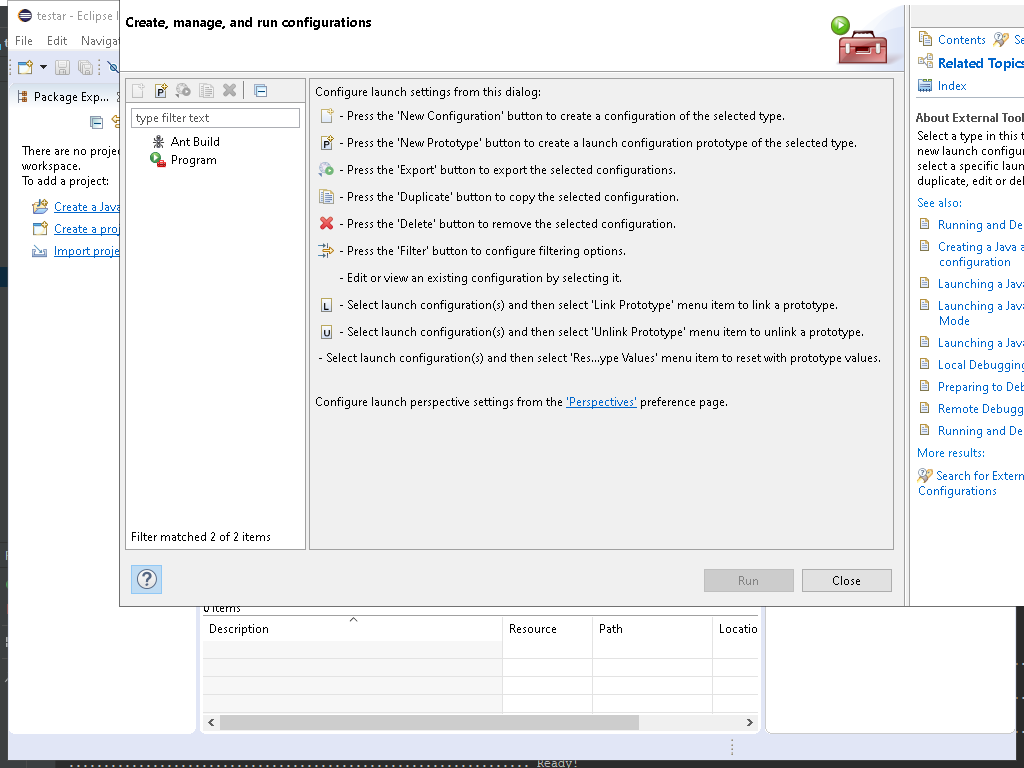 testar - Eclipse I
File Edit Navigat
Package Exp...
There are no proje
workspace.
To add a project:
Create a Java
Create a proj
Import proje
Create, manage, and run configurations
type filter text
Ant Build
Program
Filter matched 2 of 2 items
Configure launch settings from this dialog:
- Press the 'New Configuration' button to create a configuration of the selected type.
- Press the 'New Prototype' button to create a launch configuration prototype of the selected type.
- Press the 'Export' button to export the selected configurations.
- Press the 'Duplicate' button to copy the selected configuration.
- Press the 'Delete' button to remove the selected configuration.
- Press the 'Filter' button to configure filtering options.
- Edit or view an existing configuration by selecting it.
- Select launch configuration(s) and then select 'Link Prototype' menu item to link a prototype.
- Select launch configuration(s) and then select 'Unlink Prototype' menu item to unlink a prototype.
- Select launch configuration(s) and then select 'Res...ype Values' menu item to reset with prototype values.
Configure launch perspective settings from the 'Perspectives' preference page.
Run Close
Contents Se
Related Topics
Index
About External Tool
Select a type in this t
new launch configur
select a specific laun
duplicate, edit or del
See also:
Running and De
Creating a Java a
configuration
Launching a Java
Launching a Java
Mode
Launching a Java
Local Debugging
Preparing to Deb
Remote Debugg
Running and De
More results:
Search for Extern
Configurations
0 items
Description Resource Path Locatio
Ready!